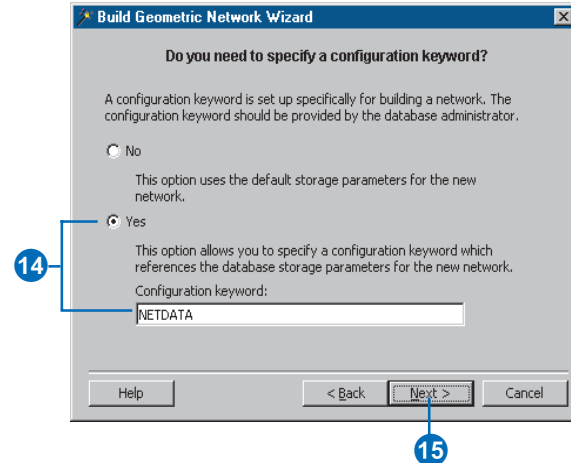 Build Geometric Network Wizard
Do you need to specify a configuration keyword?
A configuration keyword is set up specifically for building a network. The
configuration keyword should be provided by the database administrator.
No
This option uses the default storage parameters for the new
network.
Yes
This option allows you to specify a configuration keyword which
references the database storage parameters for the new network.
14
Configuration keyword:
NETDATA
Help
< Back
Next >
Cancel
15